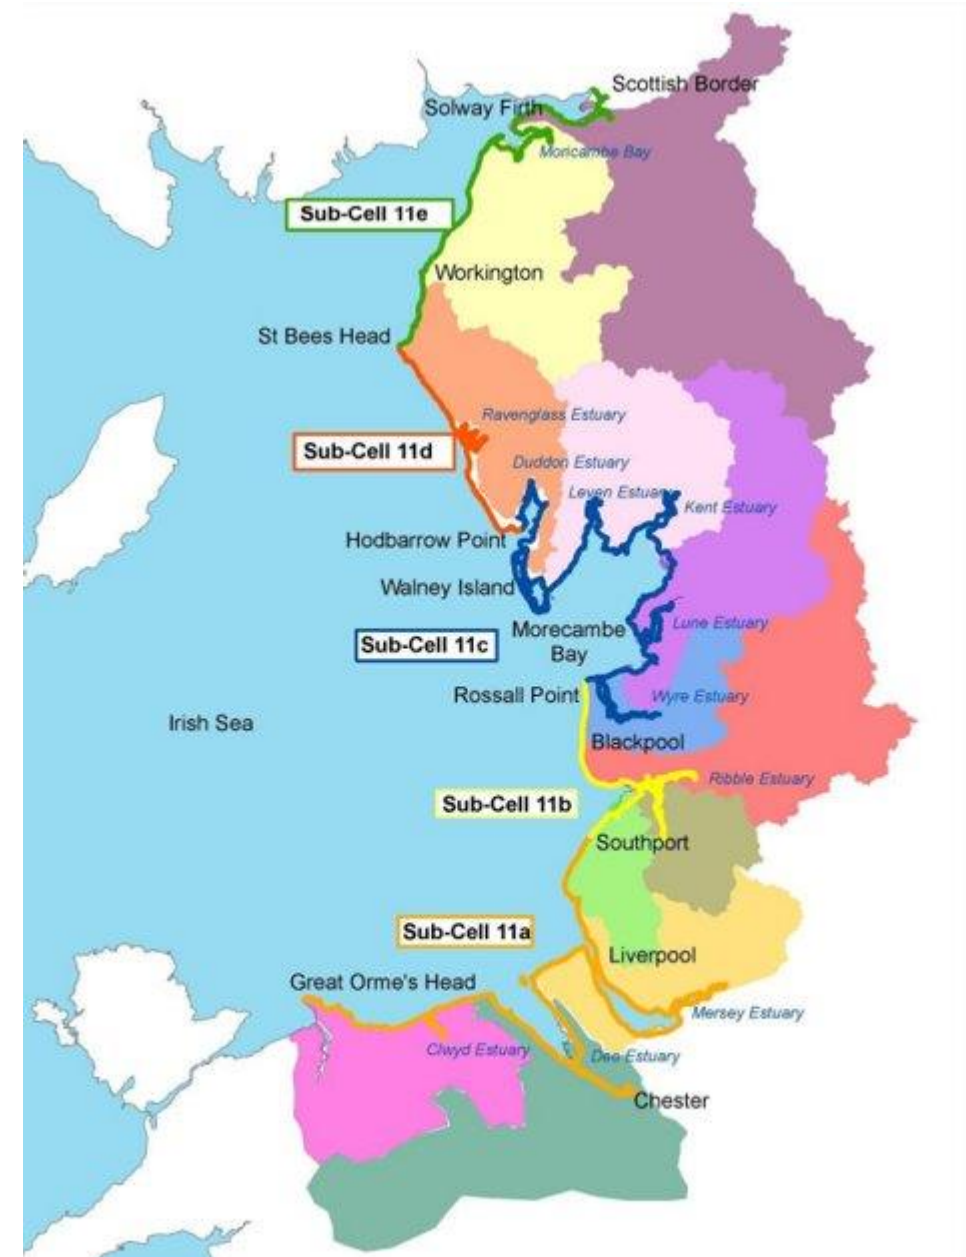 Scottish Border
Solway Firth
Moricambe Bay
Sub-Cell 11e
Workington
St Bees Head
Ravenglass Estuary
Sub-Cell 11d
Duddon Estuary
Leven Estuary
Kent Estuary
Hodbarrow Point
Walney Island
Lune Estuary
Morecambe
Bay
Sub-Cell 11c
Rossall Point
Wyre Estuary
Irish Sea
Blackpool
Ribble Estuary
Sub-Cell 11b
Southport
Sub-Cell 11a
Liverpool
Great Orme's Head
Mersey Estuary
Clwyd Estuary
Dee Estuary
Chester